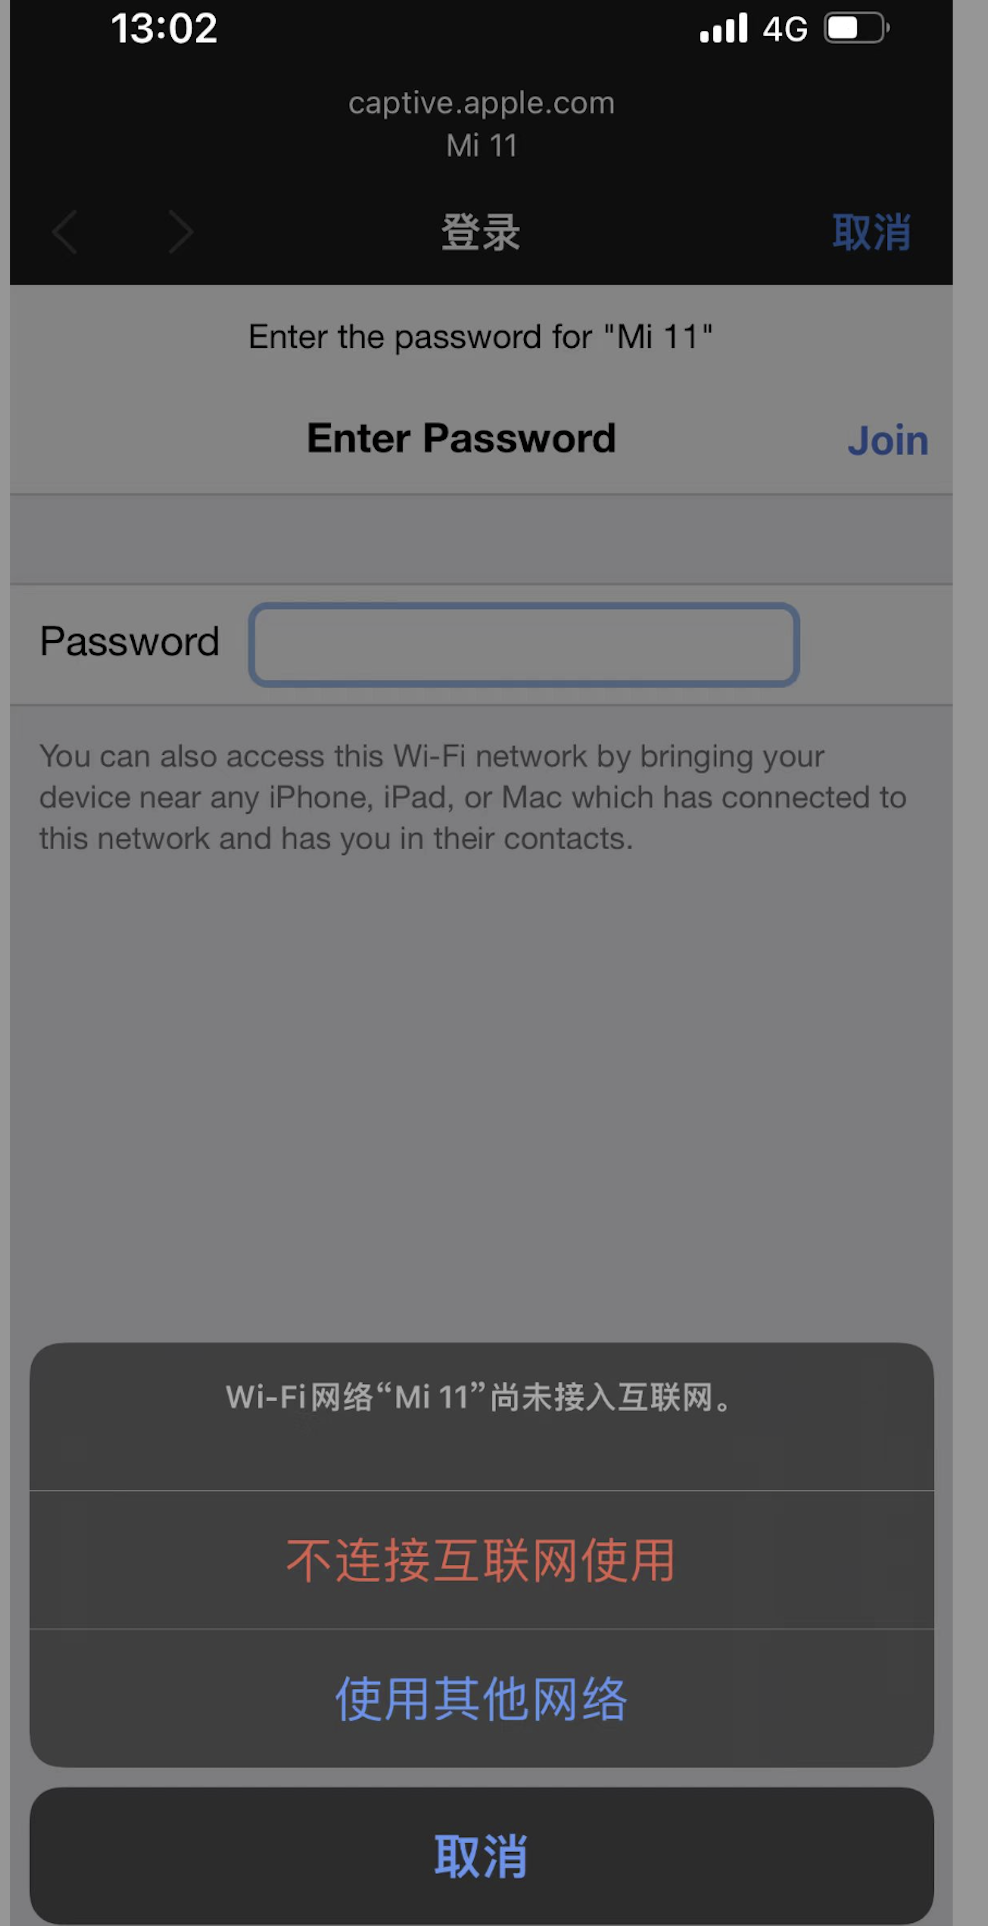 13:02 4G
captive.apple.com
Mi 11
登录 取消
Enter the password for "Mi 11"
Enter Password Join
Password
You can also access this Wi-Fi network by bringing your
device near any iPhone, iPad, or Mac which has connected to
this network and has you in their contacts.
Wi-Fi网络“Mi 11”尚未接入互联网。
不连接互联网使用
使用其他网络
取消